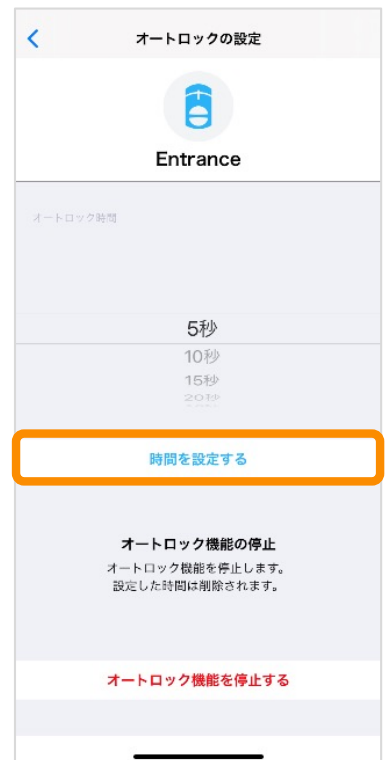 オートロックの設定
Entrance
オートロック時間
5秒
10秒
15秒
20秒
時間を設定する
オートロック機能の停止
オートロック機能を停止します。
設定した時間は削除されます。
オートロック機能を停止する